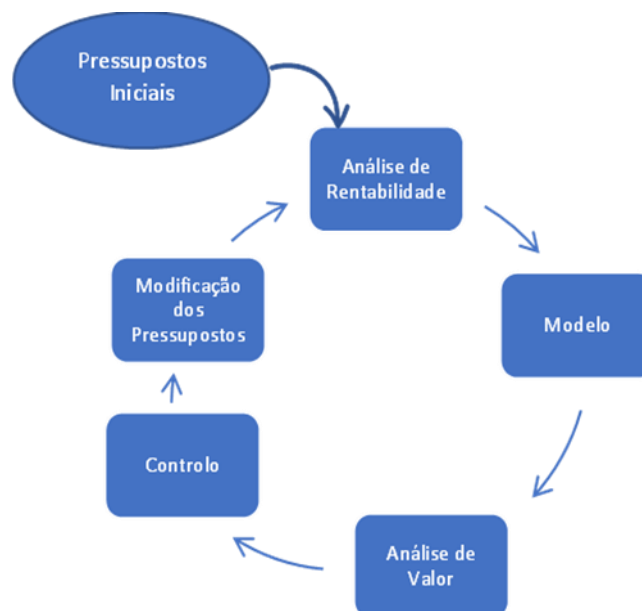 Pressupostos
Iniciais
Análise de
Rentabilidade
Modelo
Análise de
Valor
Controlo
Modificação
dos
Pressupostos